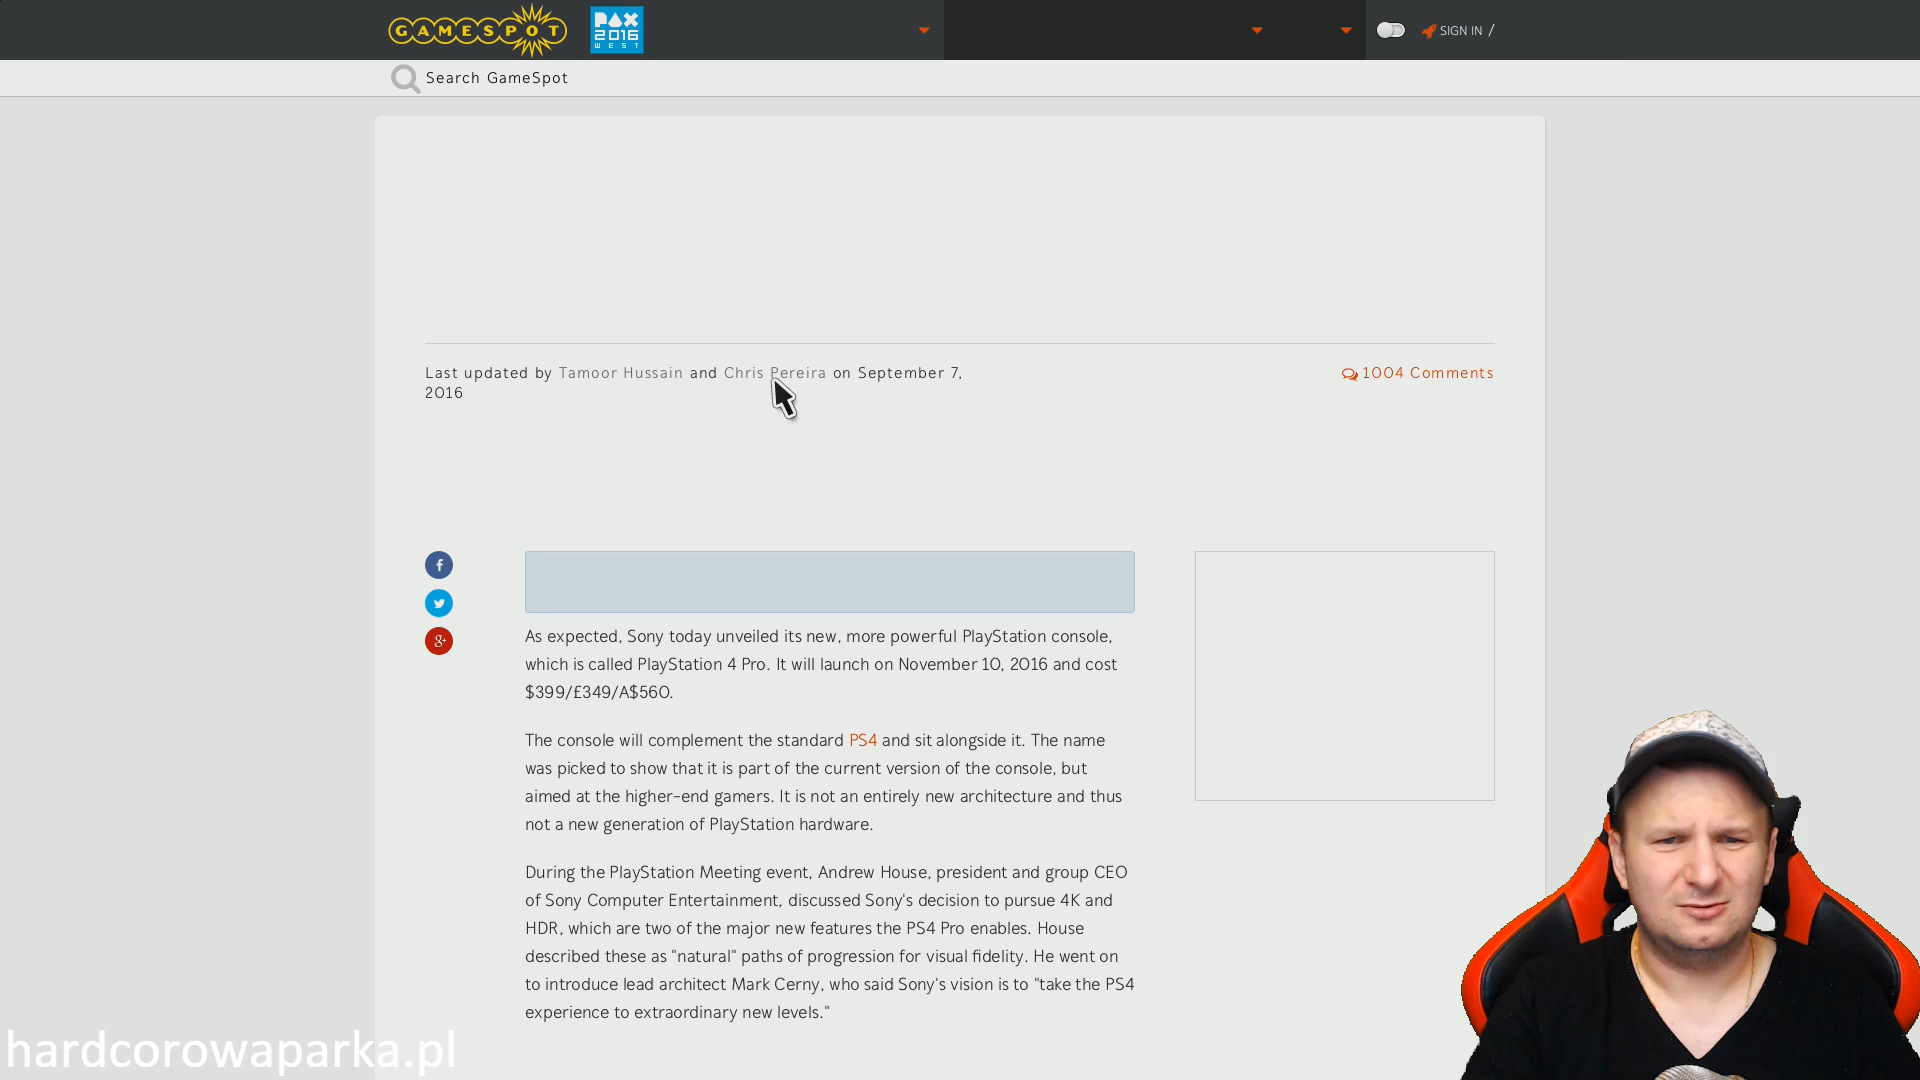 GAMESPOT
PAX
2016
WEST
SIGN IN /
Search GameSpot
Last updated by Tamoor Hussain and Chris Pereira on September 7,
2016
1004 Comments
As expected, Sony today unveiled its new, more powerful PlayStation console,
which is called PlayStation 4 Pro. It will launch on November 10, 2016 and cost
$399/£349/A$560.
The console will complement the standard PS4 and sit alongside it. The name
was picked to show that it is part of the current version of the console, but
aimed at the higher-end gamers. It is not an entirely new architecture and thus
not a new generation of PlayStation hardware.
During the PlayStation Meeting event, Andrew House, president and group CEO
of Sony Computer Entertainment, discussed Sony's decision to pursue 4K and
HDR, which are two of the major new features the PS4 Pro enables. House
described these as "natural" paths of progression for visual fidelity. He went on
to introduce lead architect Mark Cerny, who said Sony's vision is to "take the PS4
experience to extraordinary new levels."
hardcorowaparka.pl